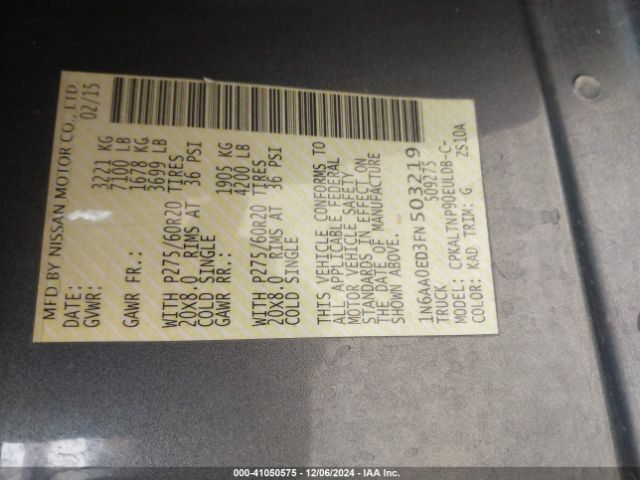 MFD BY NISSAN MOTOR CO., LTD
DATE: 02/15
GVWR: 3221 KG
7100 LB
GAWR FR.: 1678 KG
3699 LB
WITH P275/60R20 TIRES
20X8.0 RIMS AT 36 PSI
COLD SINGLE
GAWR RR.: 1905 KG
4200 LB
WITH P275/60R20 TIRES
20X8.0 RIMS AT 36 PSI
COLD SINGLE
THIS VEHICLE CONFORMS TO
ALL APPLICABLE FEDERAL
MOTOR VEHICLE SAFETY
STANDARDS IN EFFECT ON
THE DATE OF MANUFACTURE
SHOWN ABOVE.
1N6AA0ED3FN503219
TRUCK 509275
MODEL: CPKALTNP90EULDB-C-
COLOR: KAD TRIM: G ZS10A
000-41050575 - 12/06/2024 - IAA Inc.